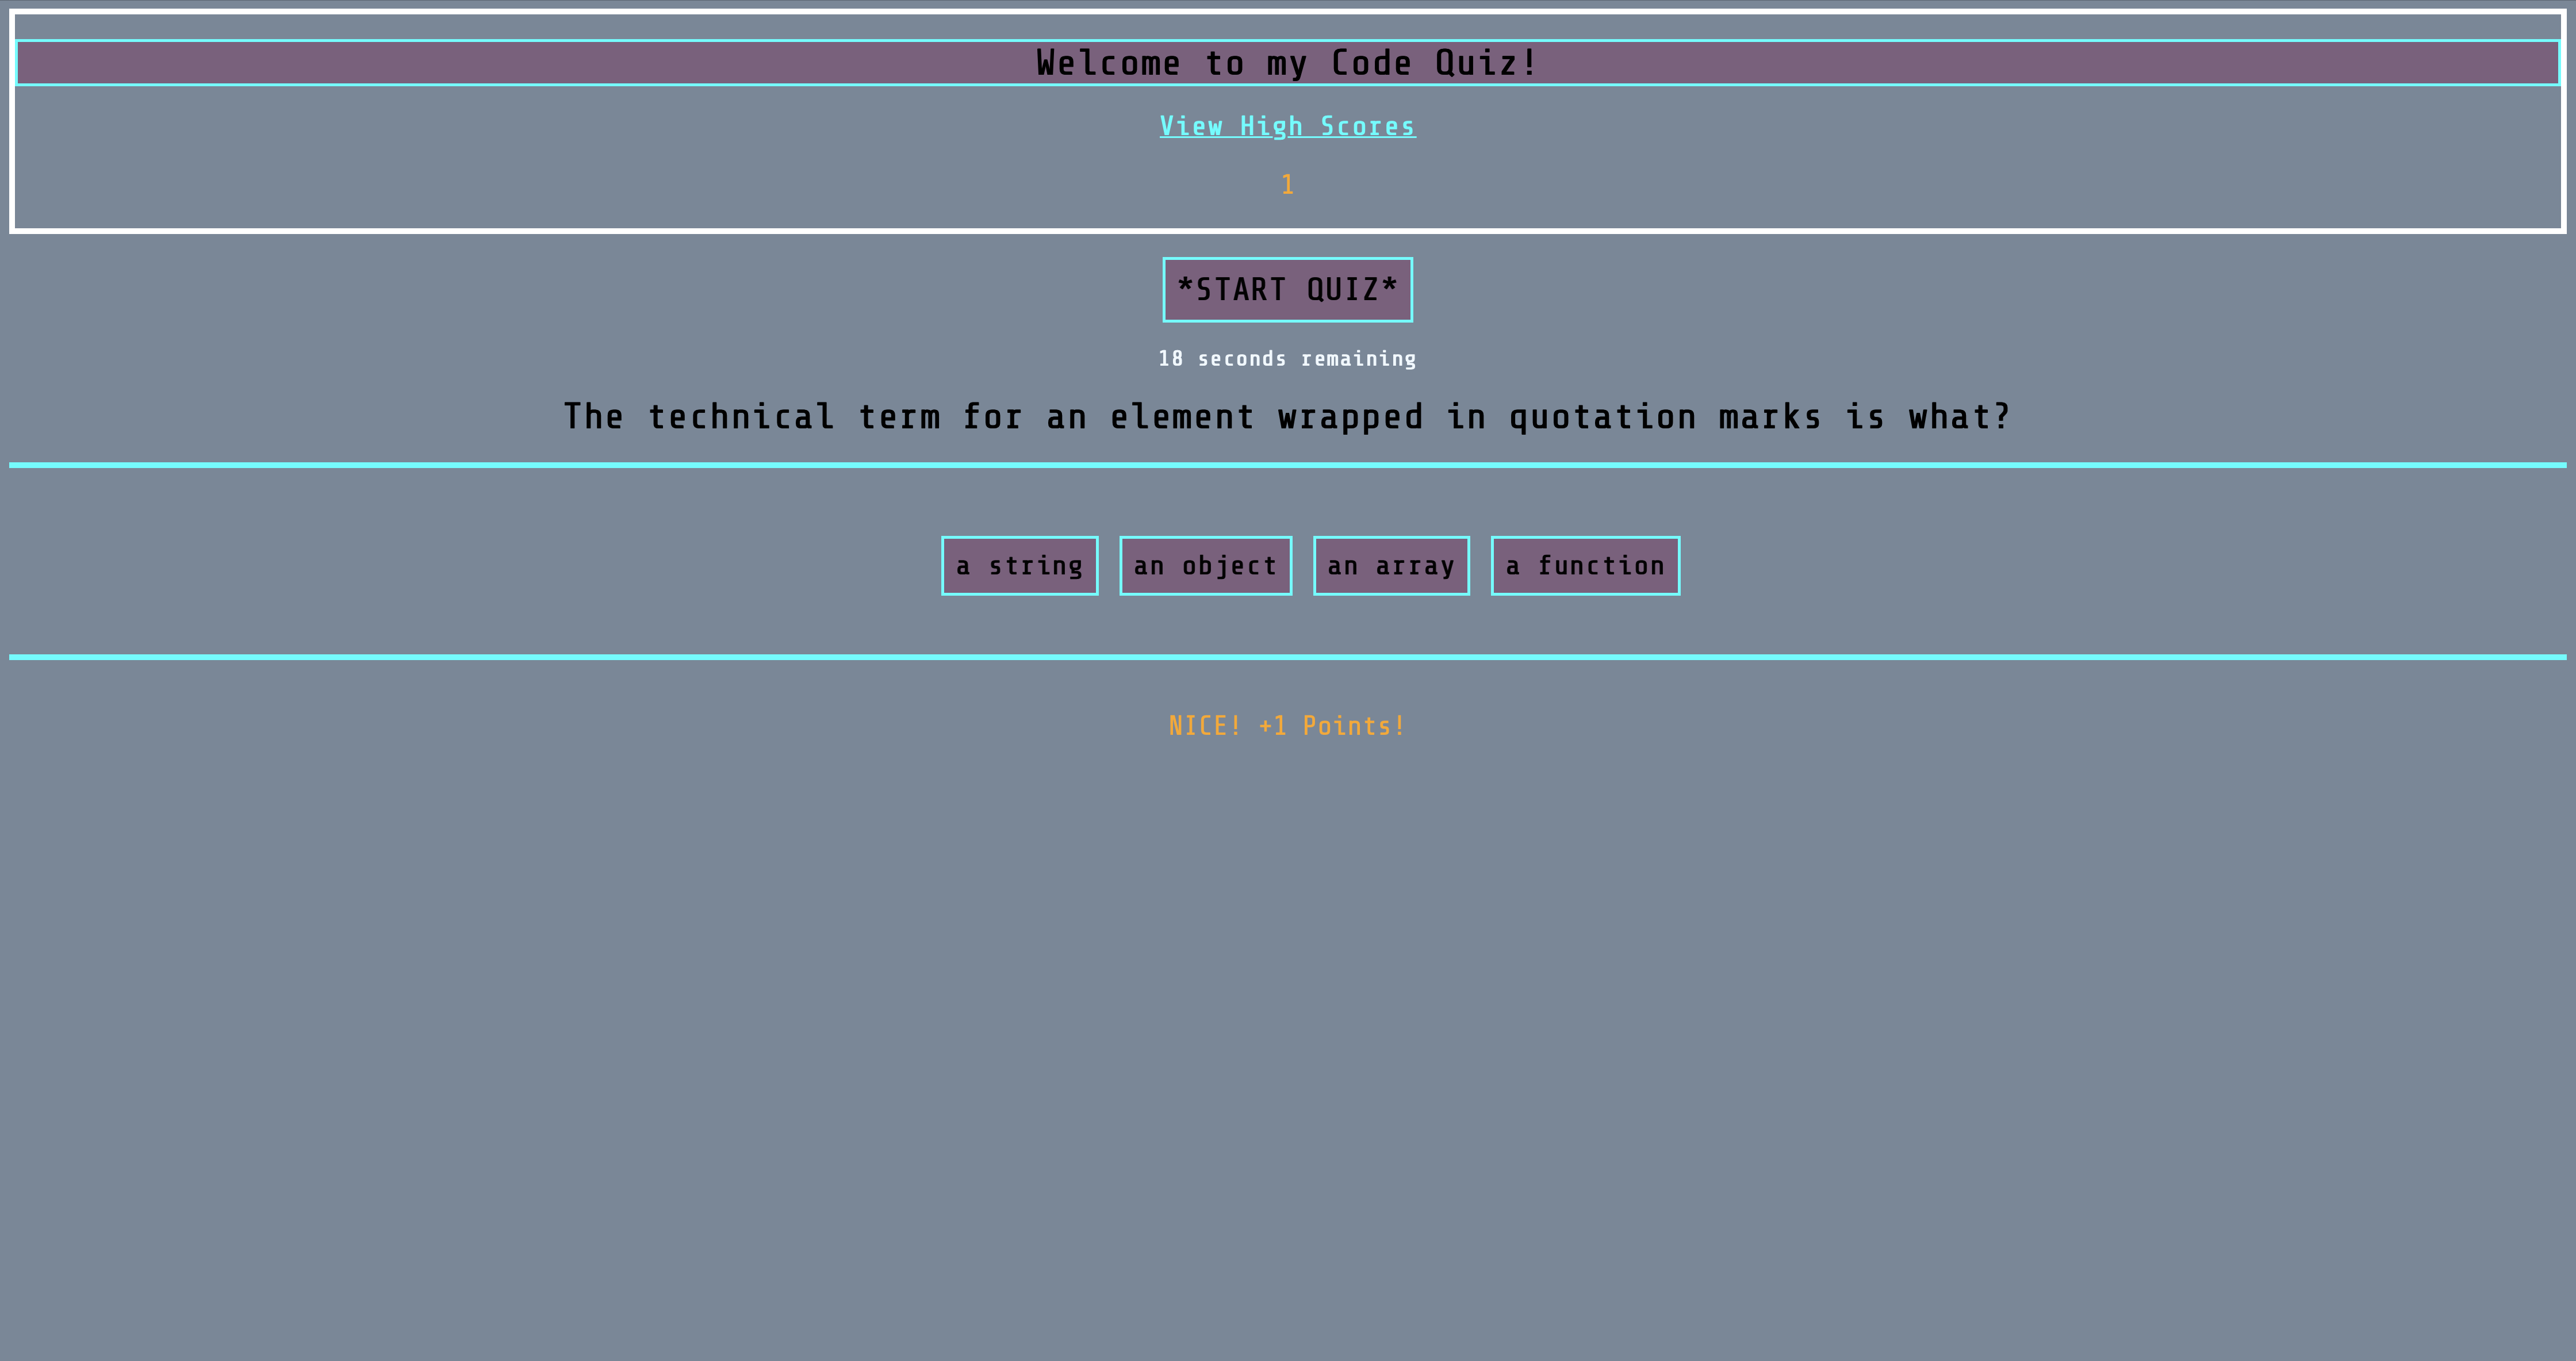 Welcome to my Code Quiz!
View High Scores
1
*START QUIZ*
18 seconds remaining
The technical term for an element wrapped in quotation marks is what?
a string an object an array a function
NICE! +1 Points!